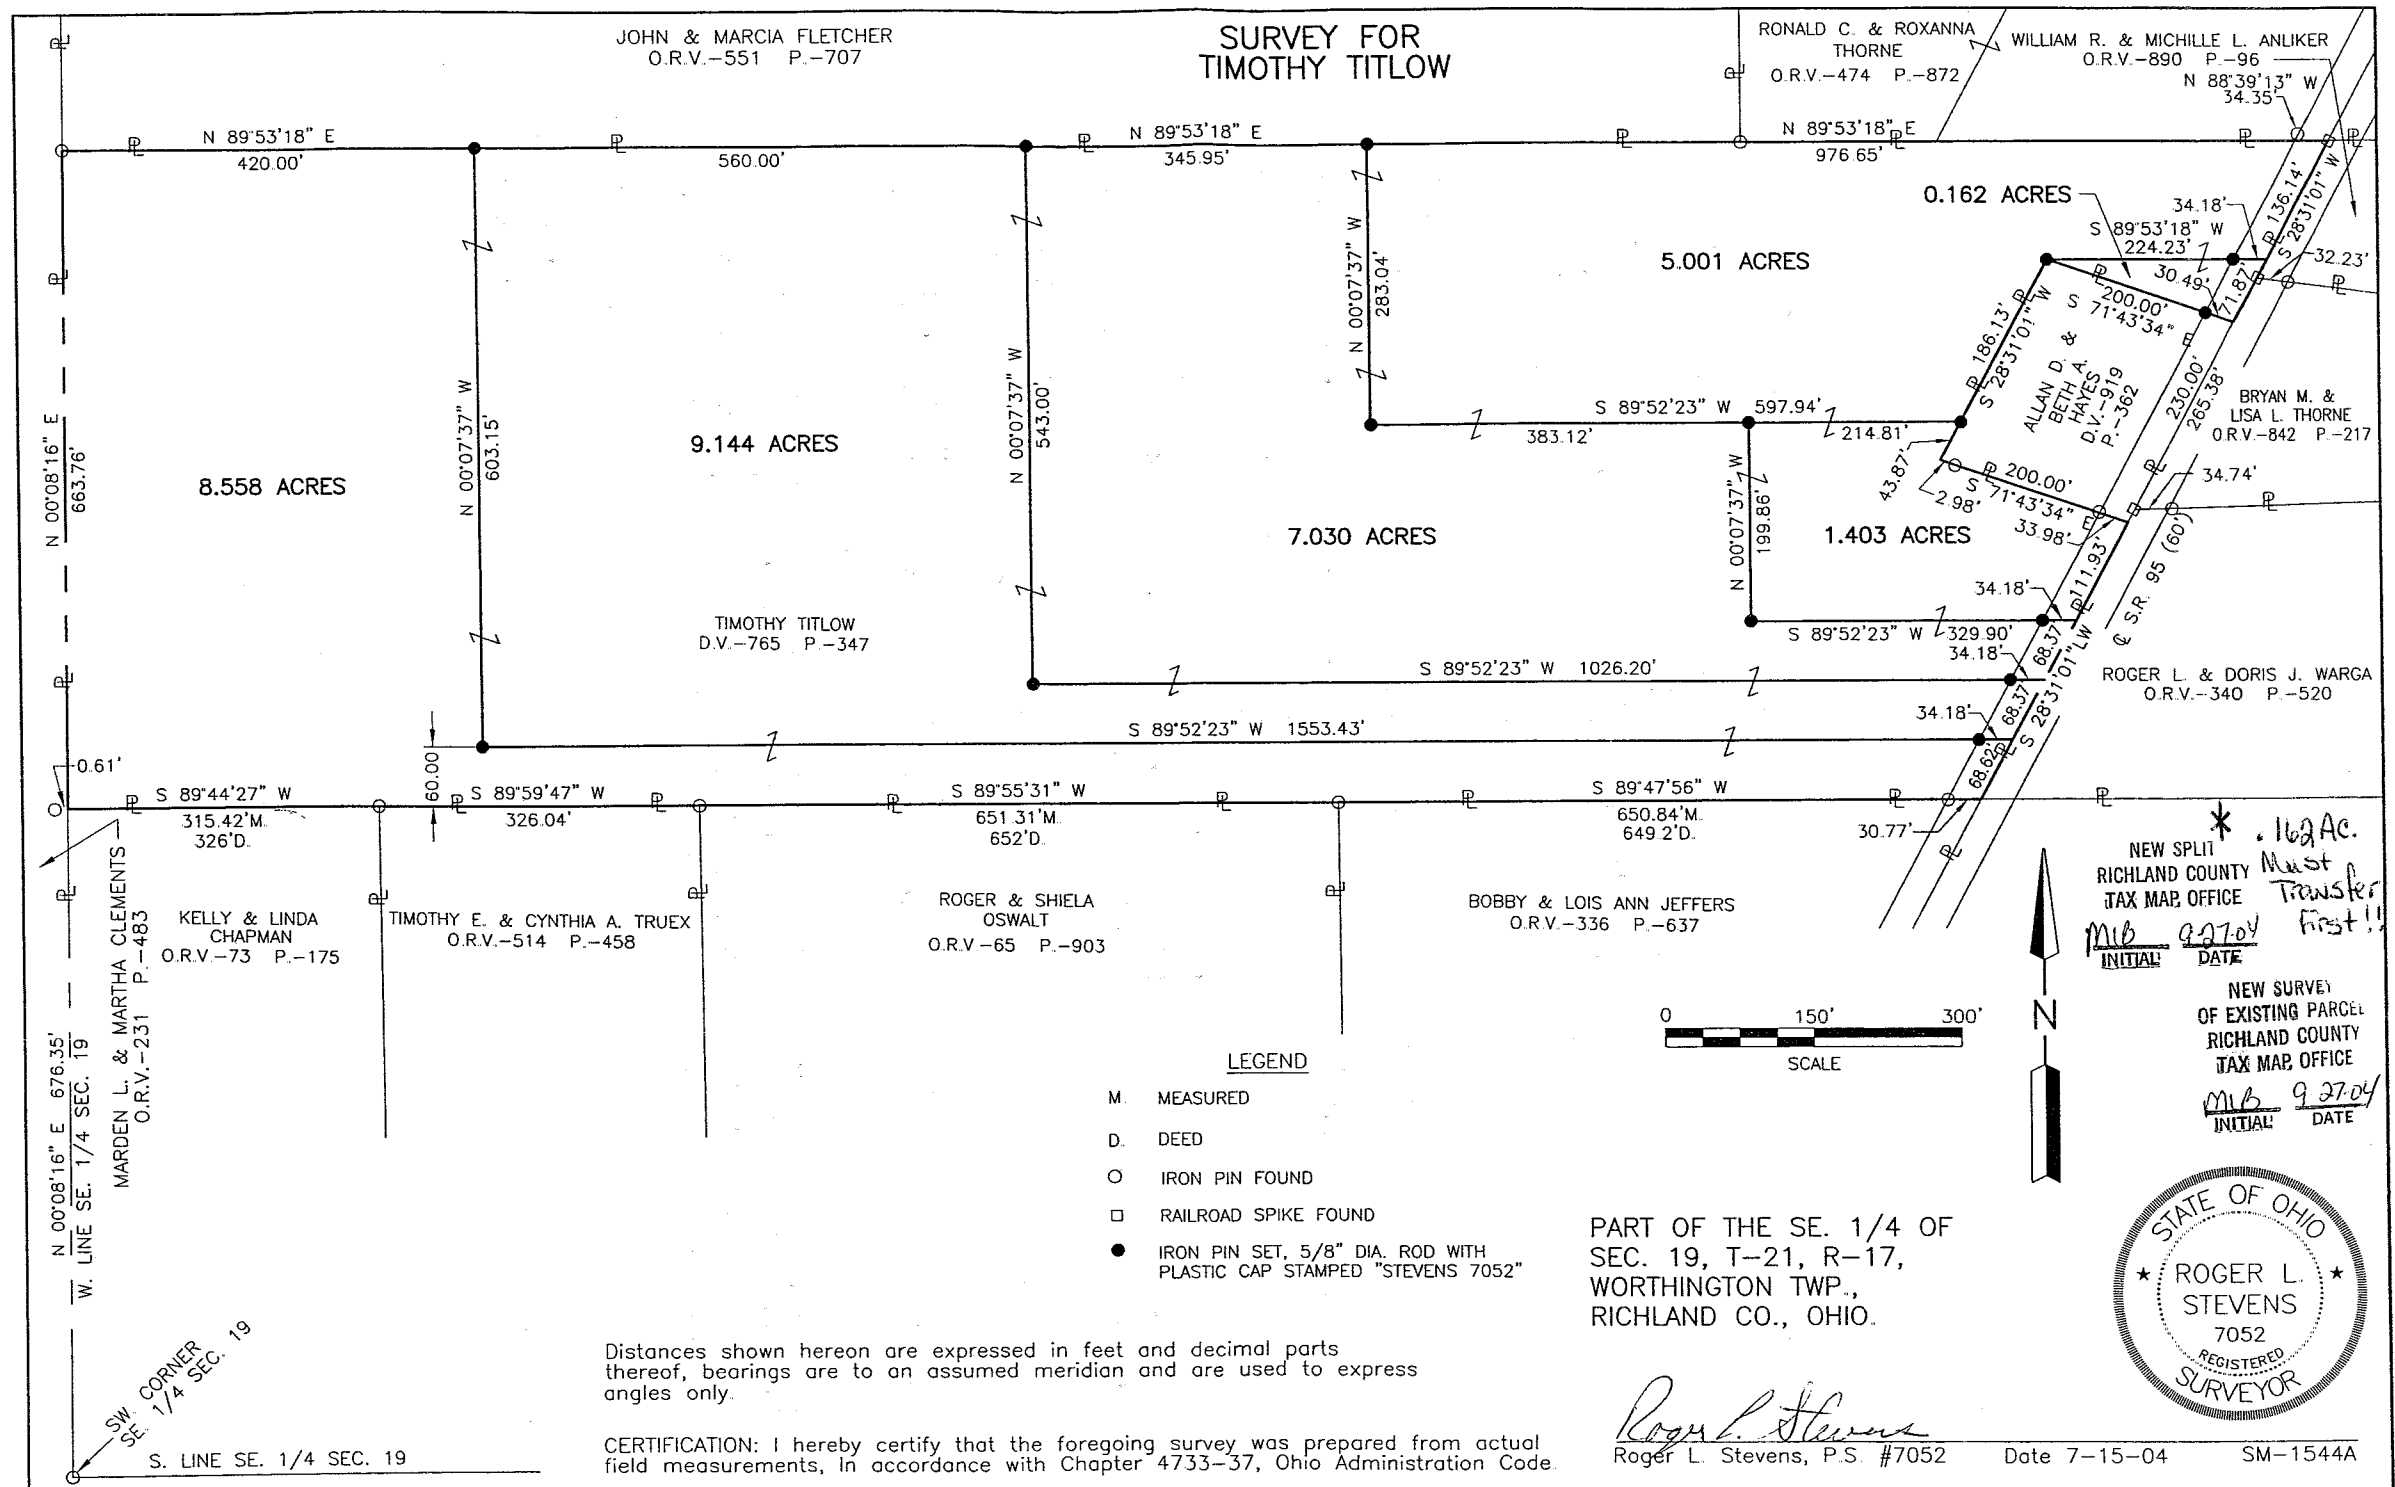 SURVEY FOR
TIMOTHY TITLOW
JOHN & MARCIA FLETCHER
O.R.V.-551 P.-707
RONALD C. & ROXANNA
THORNE
O.R.V.-474 P.-872
WILLIAM R. & MICHILLE L. ANLIKER
O.R.V.-890 P.-96
N 88°39'13" W
34.35'
N 89°53'18" E
420.00'
560.00'
N 89°53'18" E
345.95'
N 89°53'18" E
976.65'
0.162 ACRES
34.18'
S 89°53'18" W
224.23'
136.14'
S 28°31'01" W
32.23'
30.49'
71.87'
200.00'
S 71°43'34" E
5.001 ACRES
N 00°07'37" W
283.04'
186.13'
S 28°31'01" W
ALLAN D. &
BETH A.
HAYES
D.V.-919
P.-362
230.00'
265.38'
BRYAN M. &
LISA L. THORNE
O.R.V.-842 P.-217
N 00°08'16" E
663.76'
8.558 ACRES
N 00°07'37" W
603.15'
9.144 ACRES
N 00°07'37" W
543.00'
S 89°52'23" W 597.94'
383.12'
214.81'
43.87'
2.98'
200.00'
S 71°43'34" E
33.98'
34.74'
7.030 ACRES
N 00°07'37" W
199.86'
1.403 ACRES
111.93'
34.18'
℄ S.R. 95 (60')
TIMOTHY TITLOW
D.V.-765 P.-347
S 89°52'23" W 329.90'
34.18'
68.37'
S 89°52'23" W 1026.20'
68.37'
S 28°31'01" W
ROGER L. & DORIS J. WARGA
O.R.V.-340 P.-520
34.18'
S 89°52'23" W 1553.43'
60.00
68.62'
0.61'
S 89°44'27" W
315.42'M.
326'D.
S 89°59'47" W
326.04'
S 89°55'31" W
651.31'M.
652'D.
S 89°47'56" W
650.84'M.
649.2'D.
30.77'
MARDEN L. & MARTHA CLEMENTS
O.R.V.-231 P.-483
KELLY & LINDA
CHAPMAN
O.R.V.-73 P.-175
TIMOTHY E. & CYNTHIA A. TRUEX
O.R.V.-514 P.-458
ROGER & SHIELA
OSWALT
O.R.V.-65 P.-903
BOBBY & LOIS ANN JEFFERS
O.R.V.-336 P.-637
* .162 Ac.
Must
Transfer
First!!
NEW SPLIT
RICHLAND COUNTY
TAX MAP OFFICE
MIB 9-27-04
INITIAL DATE
NEW SURVEY
OF EXISTING PARCEL
RICHLAND COUNTY
TAX MAP OFFICE
MIB 9-27-04
INITIAL DATE
N 00°08'16" E 676.35'
W. LINE SE. 1/4 SEC. 19
0 150' 300'
SCALE
N
LEGEND
M. MEASURED
D. DEED
IRON PIN FOUND
RAILROAD SPIKE FOUND
IRON PIN SET, 5/8" DIA. ROD WITH
PLASTIC CAP STAMPED "STEVENS 7052"
PART OF THE SE. 1/4 OF
SEC. 19, T-21, R-17,
WORTHINGTON TWP.,
RICHLAND CO., OHIO.
STATE OF OHIO
ROGER L.
STEVENS
7052
REGISTERED
SURVEYOR
SW. CORNER
SE. 1/4 SEC. 19
S. LINE SE. 1/4 SEC. 19
Distances shown hereon are expressed in feet and decimal parts
thereof, bearings are to an assumed meridian and are used to express
angles only.
CERTIFICATION: I hereby certify that the foregoing survey was prepared from actual
field measurements, In accordance with Chapter 4733-37, Ohio Administration Code.
Roger L. Stevens
Roger L. Stevens, P.S. #7052 Date 7-15-04 SM-1544A